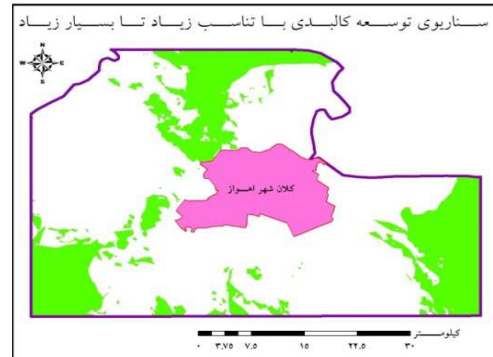 سناریوی توسعه کالبدی با تناسب زیاد تا بسیار زیاد
N
W E
S
کلان شهر اهواز
کیلومتر
۰ ۳,۷۵ ۷,۵ ۱۵ ۲۲,۵ ۳۰